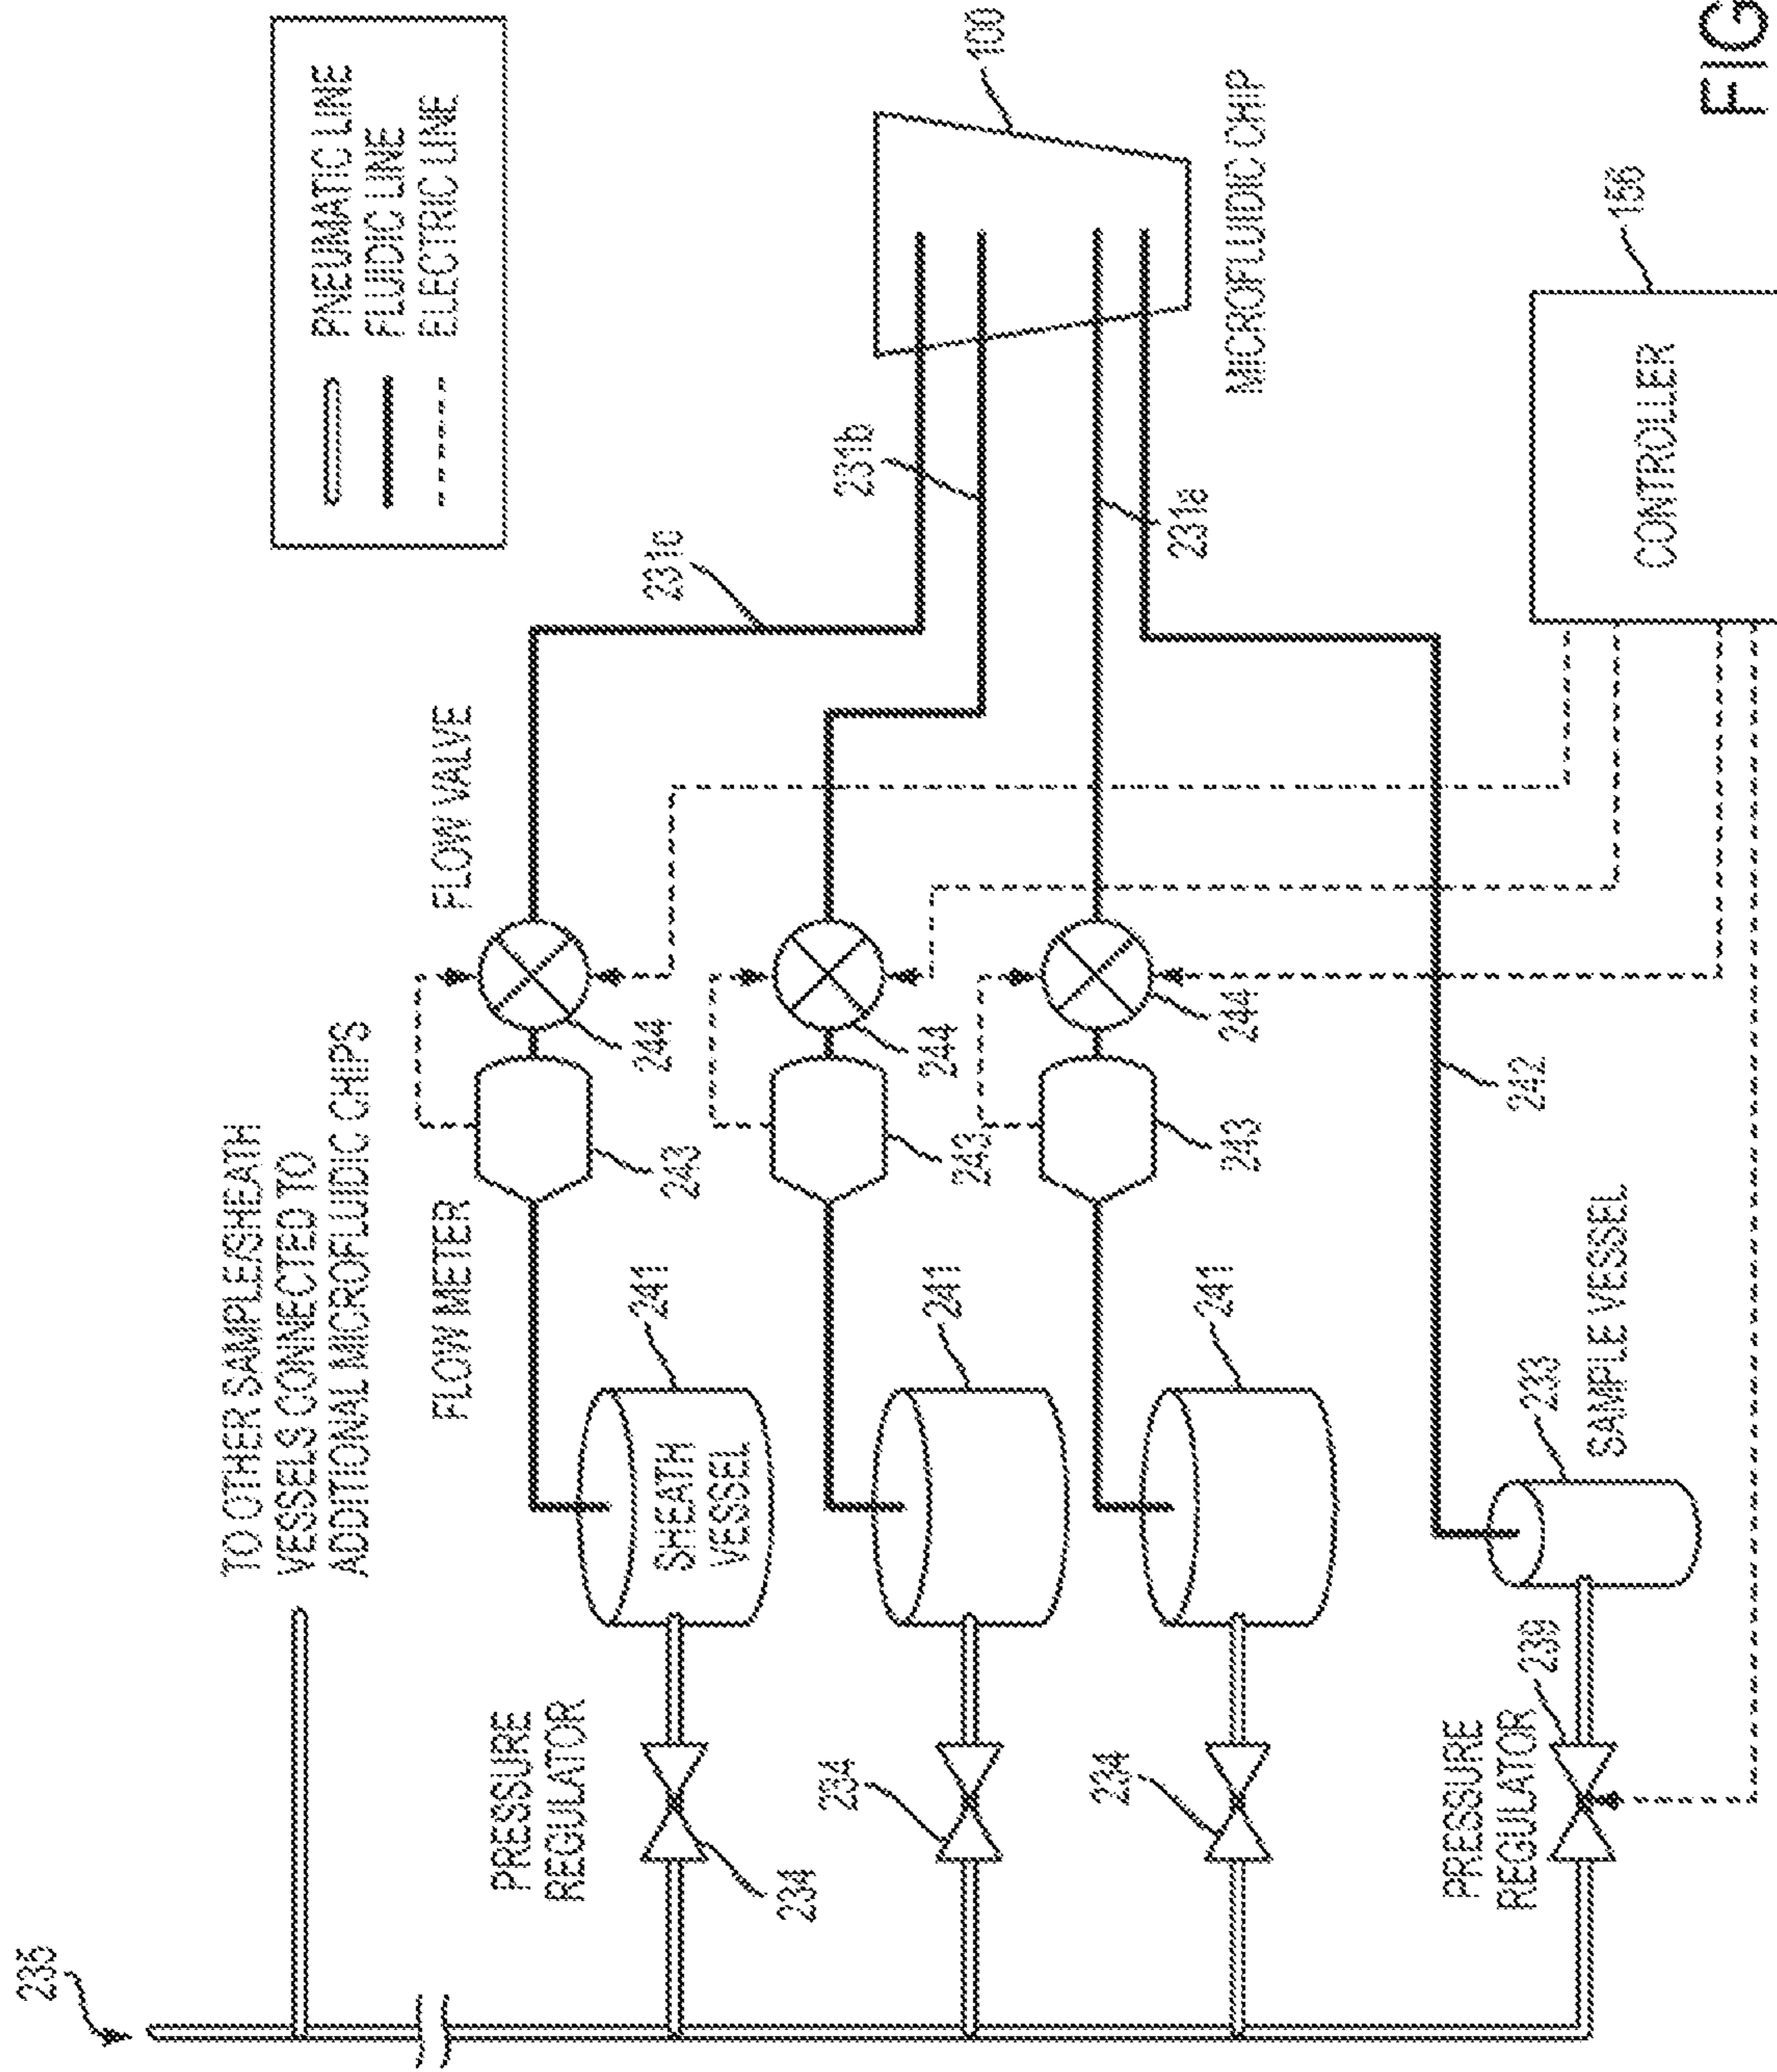 235
TO OTHER SAMPLE/SHEATH
VESSELS CONNECTED TO
ADDITIONAL MICROFLUIDIC CHIPS
PNEUMATIC LINE
FLUIDIC LINE
ELECTRIC LINE
PRESSURE
REGULATOR
234
SHEATH
VESSEL
241
FLOW METER
243
FLOW VALVE
244
231c
234
241
243
244
231b
234
241
243
244
231a
100
MICROFLUIDIC CHIP
PRESSURE
REGULATOR
239
233
SAMPLE VESSEL
242
CONTROLLER
156
FIG